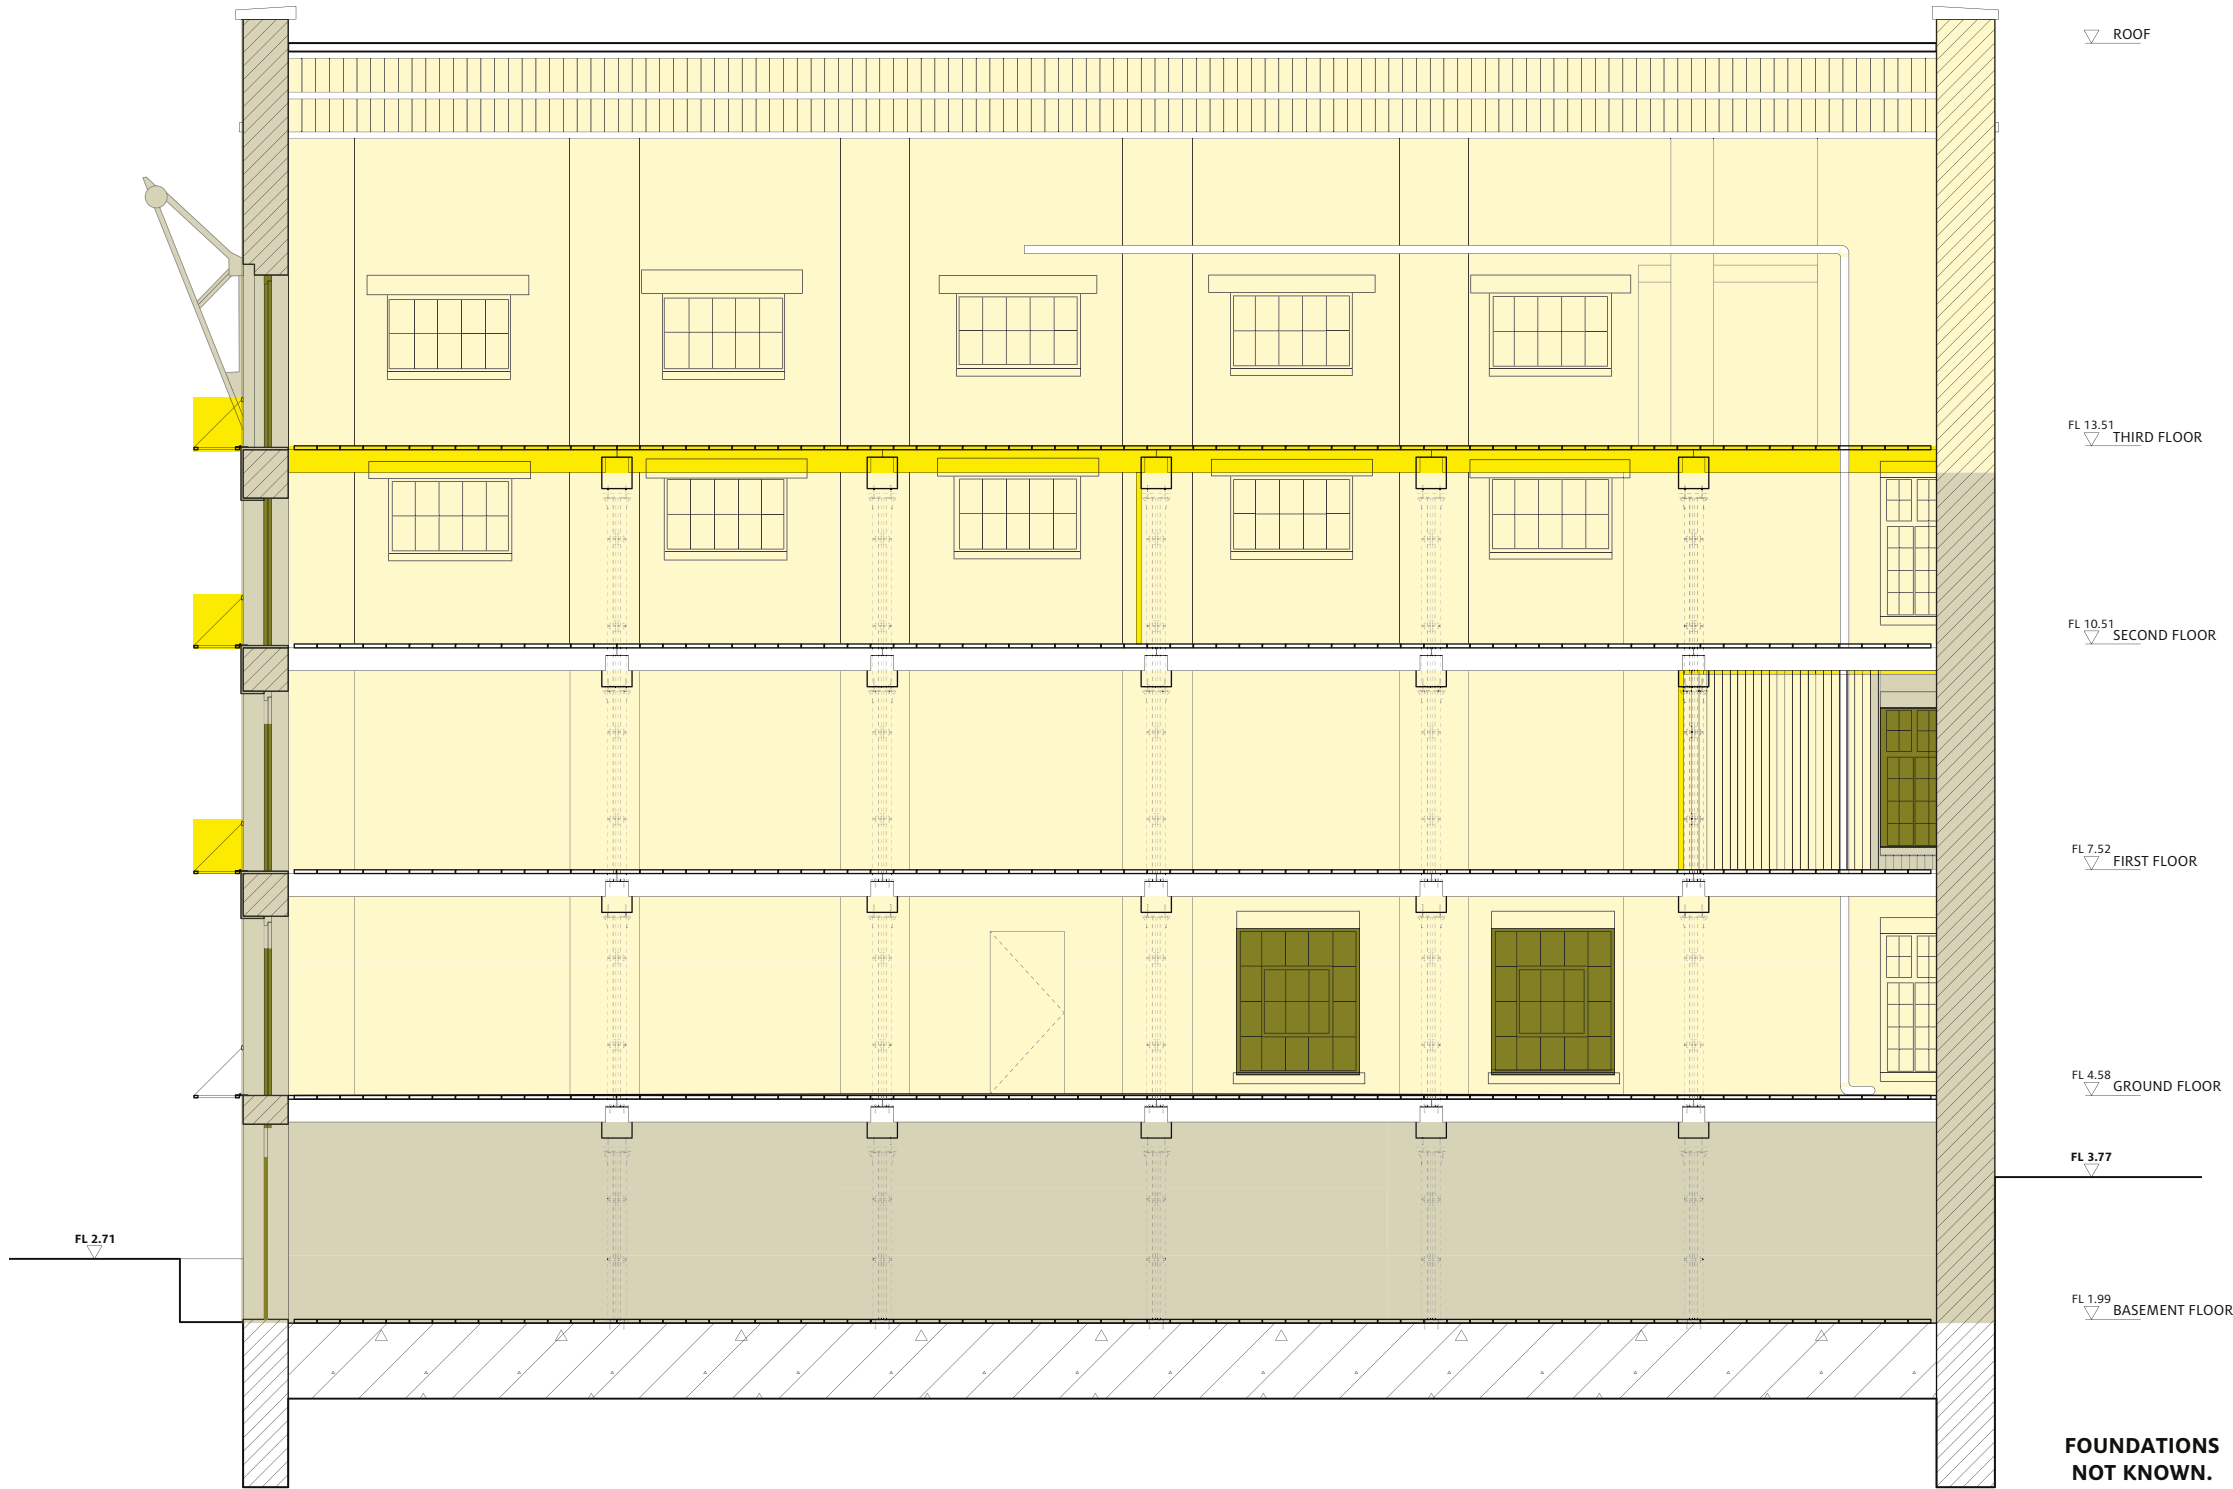 ROOF
FL 13.51
THIRD FLOOR
FL 10.51
SECOND FLOOR
FL 7.52
FIRST FLOOR
FL 4.58
GROUND FLOOR
FL 3.77
FL 2.71
FL 1.99
BASEMENT FLOOR
FOUNDATIONS
NOT KNOWN.